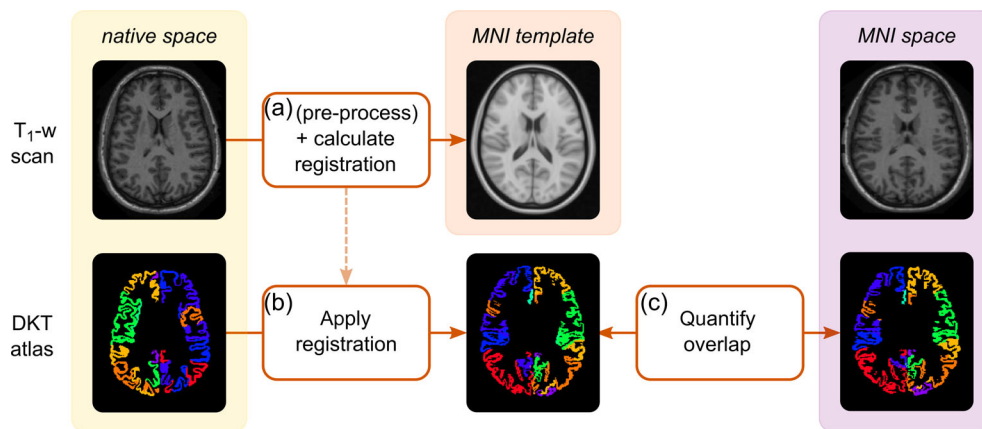 native space
MNI template
MNI space
T1-w
scan
(a) (pre-process)
+ calculate
registration
DKT
atlas
(b) Apply
registration
(c) Quantify
overlap